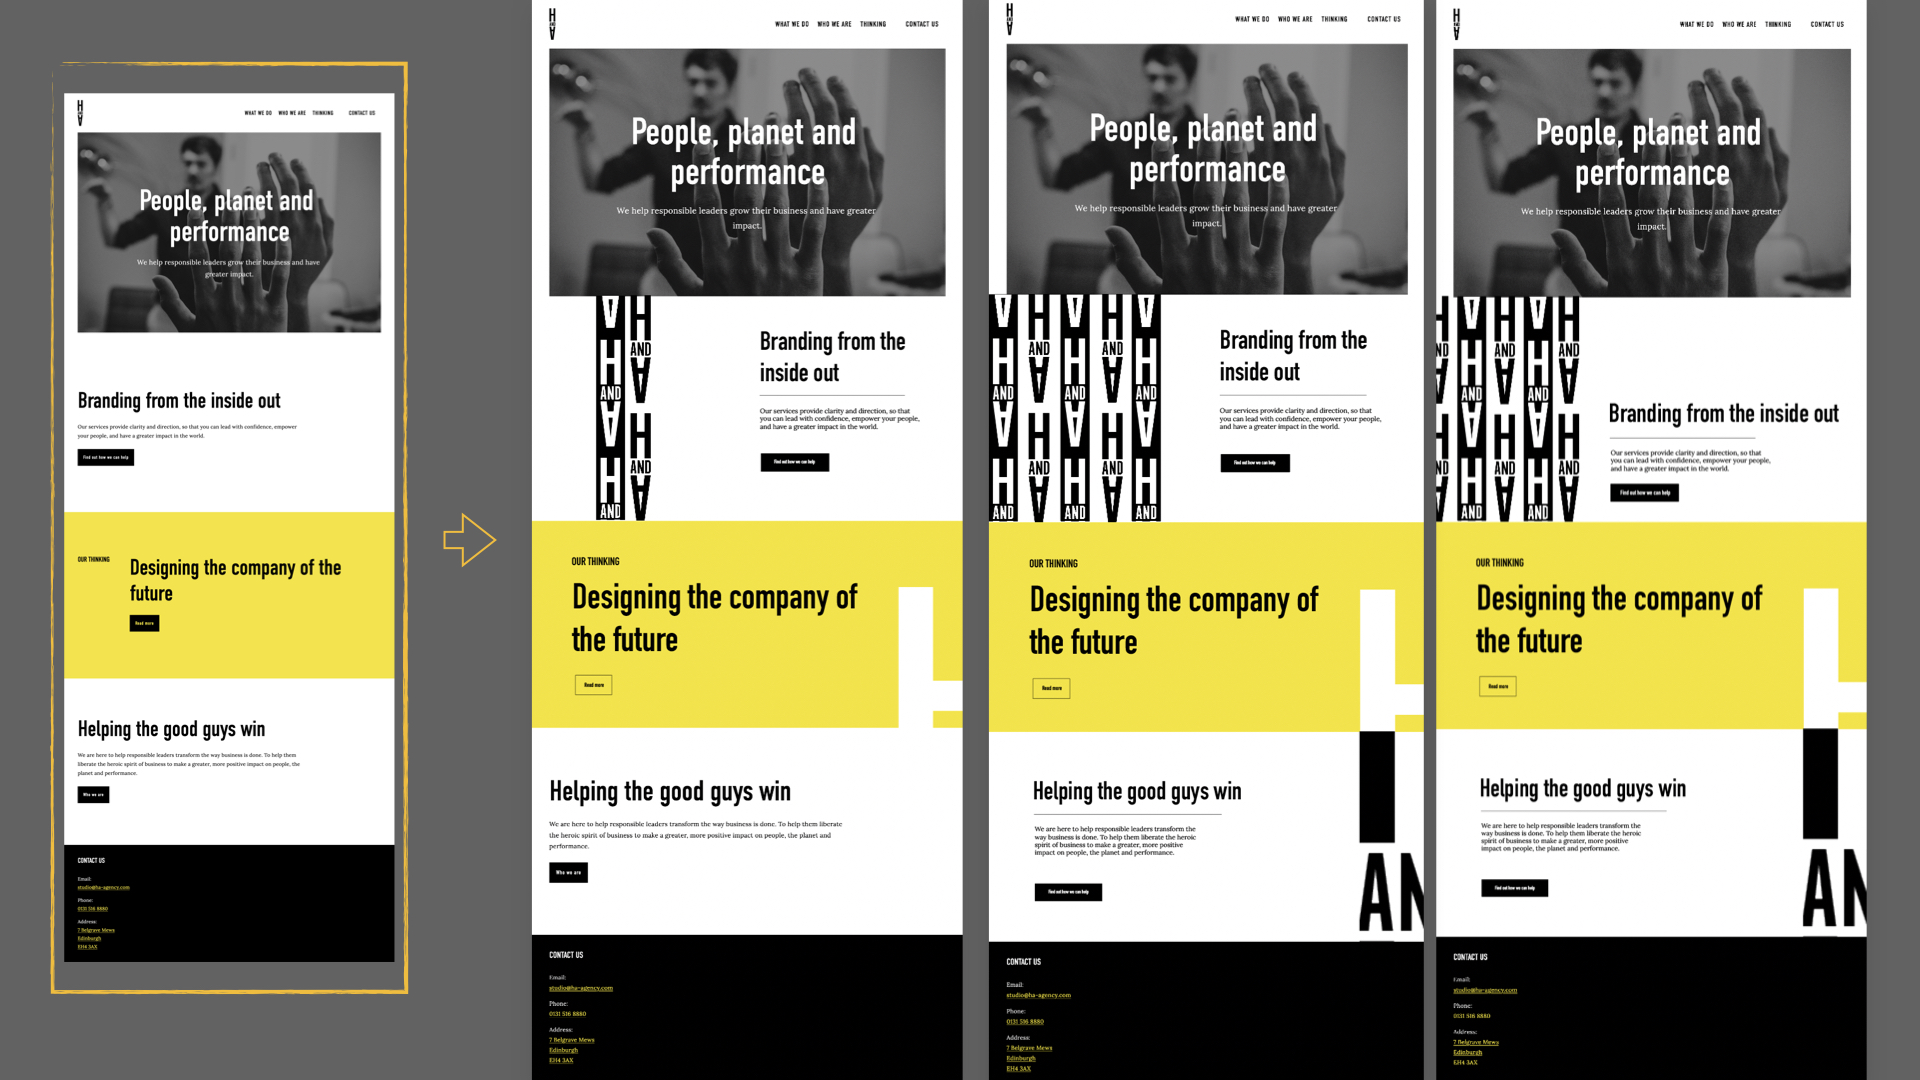 H
AND
A
WHAT WE DO WHO WE ARE THINKING CONTACT US
People, planet and
performance
We help responsible leaders grow their business and have
greater impact.
Branding from the inside out
Our services provide clarity and direction, so that you can lead with confidence, empower
your people, and have a greater impact in the world.
Find out how we can help
OUR THINKING
Designing the company of the
future
Read more
Helping the good guys win
We are here to help responsible leaders transform the way business is done. To help them
liberate the heroic spirit of business to make a greater, more positive impact on people, the
planet and performance.
Who we are
CONTACT US
Email:
studio@ha-agency.com
Phone:
0131 516 8880
Address:
7 Belgrave Mews
Edinburgh
EH4 3AX
H
AND
A
WHAT WE DO WHO WE ARE THINKING CONTACT US
People, planet and
performance
We help responsible leaders grow their business and have greater
impact.
A H
H AND
AND A
A H
H AND
AND A
Branding from the
inside out
Our services provide clarity and direction, so that
you can lead with confidence, empower your people,
and have a greater impact in the world.
Find out how we can help
OUR THINKING
Designing the company of
the future
Read more
Helping the good guys win
We are here to help responsible leaders transform the way business is done. To help them liberate
the heroic spirit of business to make a greater, more positive impact on people, the planet and
performance.
Who we are
CONTACT US
Email:
studio@ha-agency.com
Phone:
0131 516 8880
Address:
7 Belgrave Mews
Edinburgh
EH4 3AX
H
AND
A
WHAT WE DO WHO WE ARE THINKING CONTACT US
People, planet and
performance
We help responsible leaders grow their business and have greater
impact.
A H A H A
H AND H AND H
AND A AND A AND
A H A H A
H AND H AND H
AND A AND A AND
Branding from the
inside out
Our services provide clarity and direction, so that
you can lead with confidence, empower your people,
and have a greater impact in the world.
Find out how we can help
OUR THINKING
Designing the company of
the future
Read more
Helping the good guys win
We are here to help responsible leaders transform the
way business is done. To help them liberate the heroic
spirit of business to make a greater, more positive
impact on people, the planet and performance.
Find out how we can help
H
AN
CONTACT US
Email:
studio@ha-agency.com
Phone:
0131 516 8880
Address:
7 Belgrave Mews
Edinburgh
EH4 3AX
H
AND
A
WHAT WE DO WHO WE ARE THINKING CONTACT US
People, planet and
performance
We help responsible leaders grow their business and have greater
impact.
H A H A H
ND H AND H AND
A AND A AND A
H A H A H
ND H AND H AND
A AND A AND A
Branding from the inside out
Our services provide clarity and direction, so that
you can lead with confidence, empower your people,
and have a greater impact in the world.
Find out how we can help
OUR THINKING
Designing the company of
the future
Read more
Helping the good guys win
We are here to help responsible leaders transform the
way business is done. To help them liberate the heroic
spirit of business to make a greater, more positive
impact on people, the planet and performance.
Find out how we can help
H
AN
CONTACT US
Email:
studio@ha-agency.com
Phone:
0131 516 8880
Address:
7 Belgrave Mews
Edinburgh
EH4 3AX